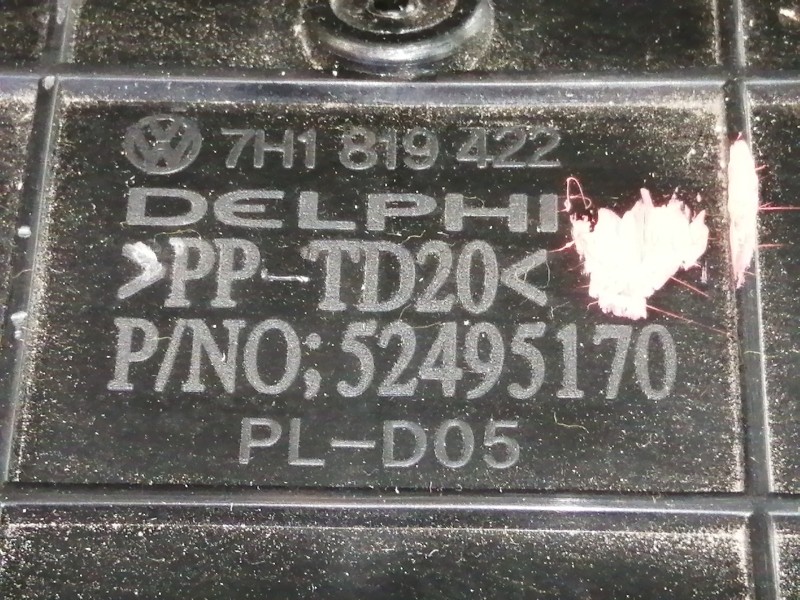 7H1 819 422
DELPHI
>PP-TD20<
P/NO;52495170
PL-D05